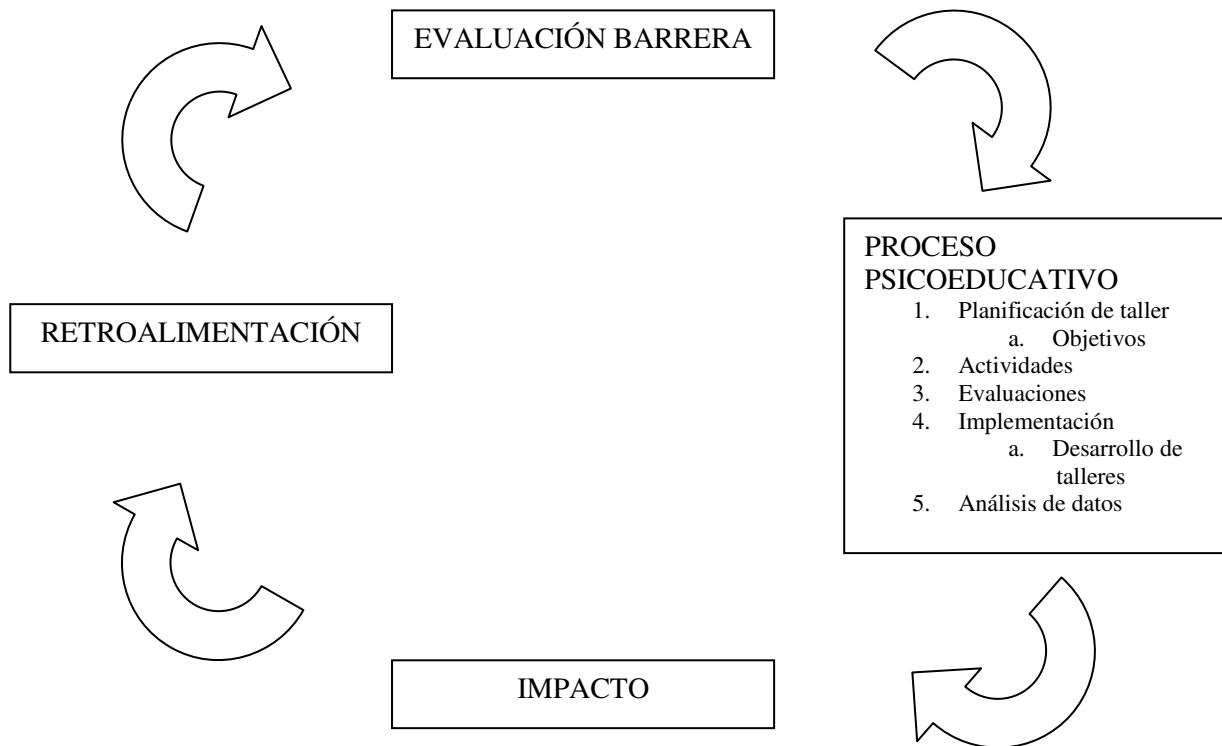 EVALUACIÓN BARRERA
PROCESO
PSICOEDUCATIVO
1. Planificación de taller
a. Objetivos
2. Actividades
3. Evaluaciones
4. Implementación
a. Desarrollo de
talleres
5. Análisis de datos
IMPACTO
RETROALIMENTACIÓN